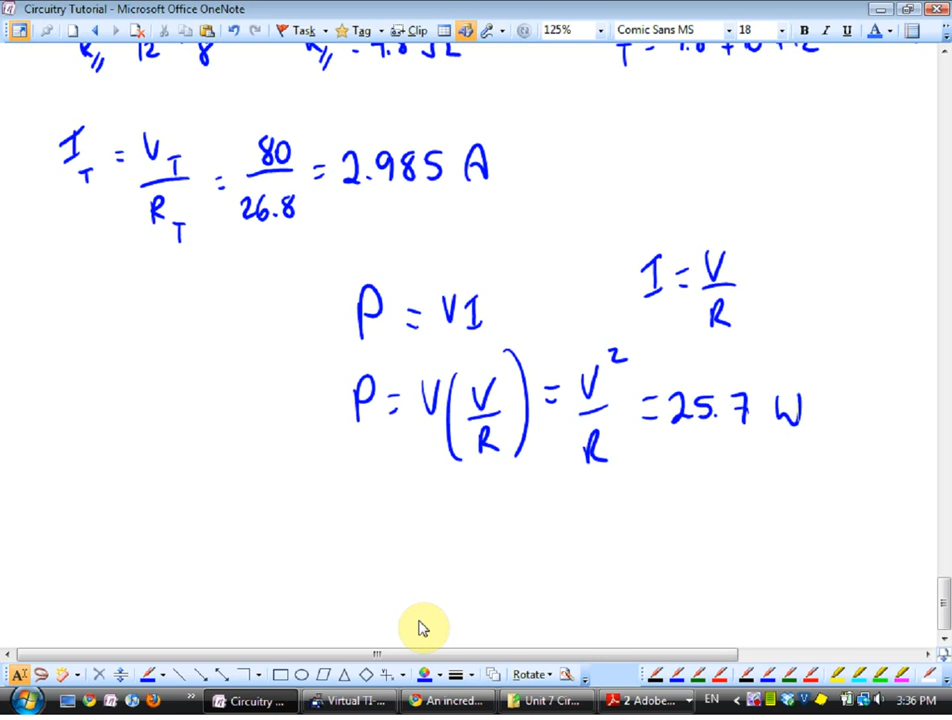 Circuitry Tutorial - Microsoft Office OneNote
Task Tag Clip 125% Comic Sans MS 18 B I U A
I_T = V_T / R_T = 80 / 26.8 = 2.985 A
I = V / R
P = VI
P = V(V / R) = V² / R = 25.7 W
Rotate
Circuitry ... Virtual TI-... An incred... Unit 7 Cir... 2 Adobe... EN 3:36 PM